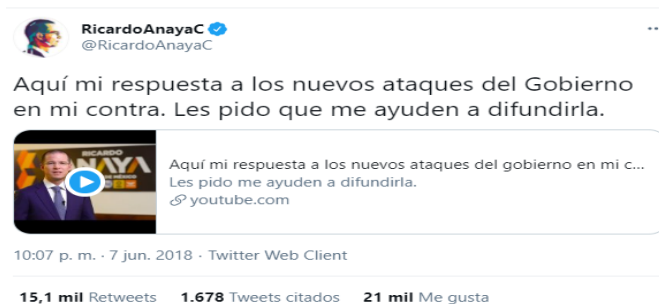 RicardoAnayaC
@RicardoAnayaC
Aquí mi respuesta a los nuevos ataques del Gobierno
en mi contra. Les pido que me ayuden a difundirla.
RICARDO
ANAYA
Aquí mi respuesta a los nuevos ataques del gobierno en mi c...
Les pido me ayuden a difundirla.
youtube.com
10:07 p. m. · 7 jun. 2018 · Twitter Web Client
15,1 mil Retweets 1.678 Tweets citados 21 mil Me gusta